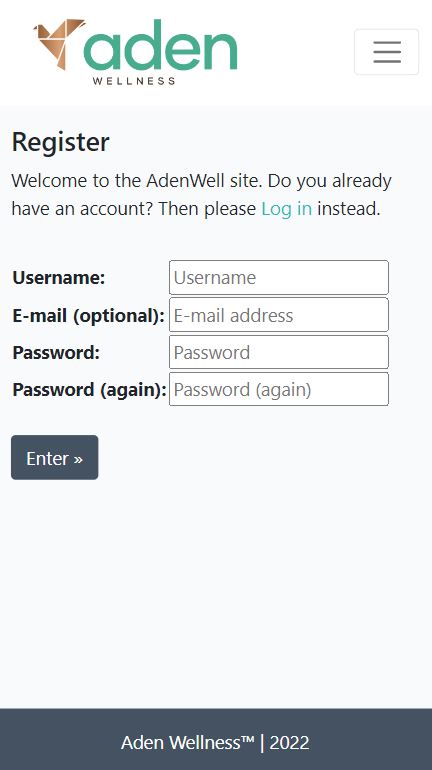 aden
WELLNESS
Register
Welcome to the AdenWell site. Do you already
have an account? Then please Log in instead.
Username: Username
E-mail (optional): E-mail address
Password: Password
Password (again): Password (again)
Enter »
Aden Wellness™ | 2022